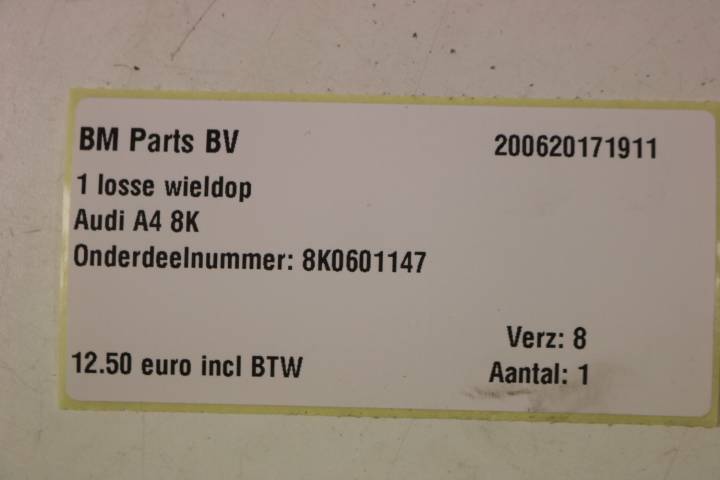 BM Parts BV 200620171911
1 losse wieldop
Audi A4 8K
Onderdeelnummer: 8K0601147
Verz: 8
12.50 euro incl BTW Aantal: 1